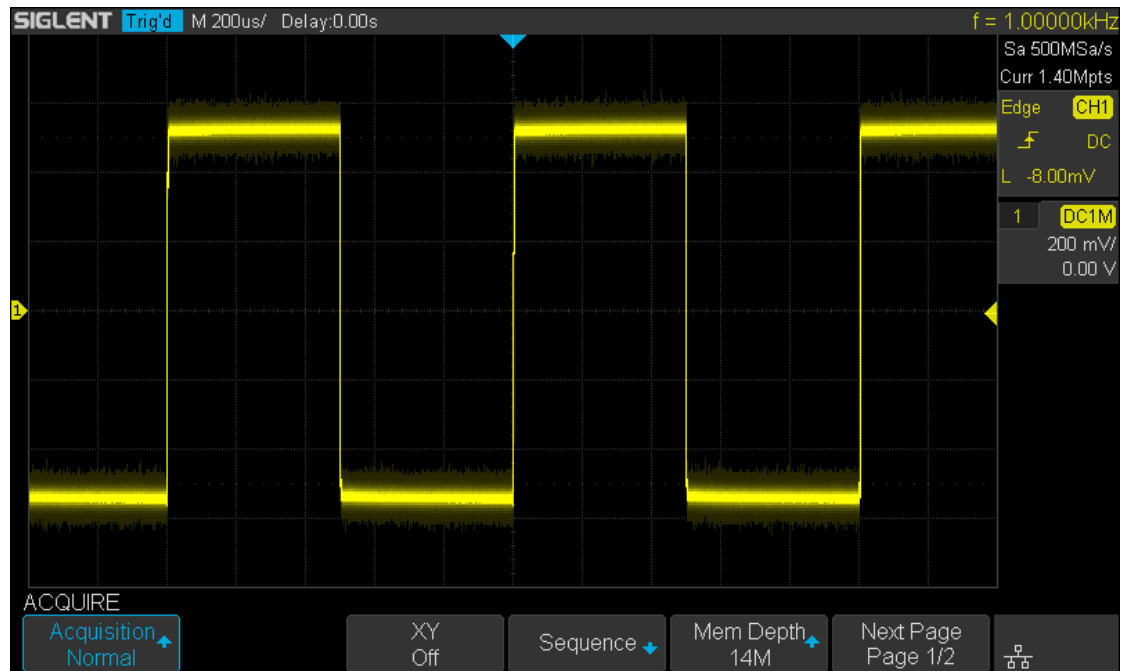 SIGLENT Trig'd M 200us/ Delay:0.00s f = 1.00000kHz
Sa 500MSa/s
Curr 1.40Mpts
Edge CH1
DC
L -8.00mV
1 DC1M
200 mV/
0.00 V
1
ACQUIRE
Acquisition
Normal
XY
Off
Sequence
Mem Depth
14M
Next Page
Page 1/2